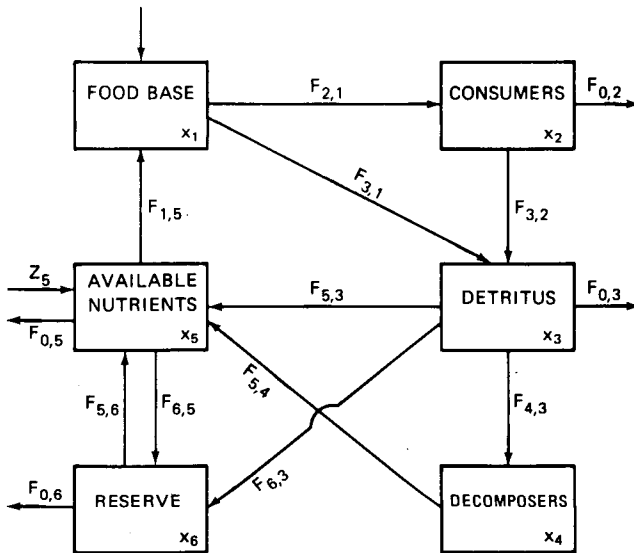 FOOD BASE
x1
F2,1
CONSUMERS
x2
F0,2
F3,1
F1,5
F3,2
Z5
AVAILABLE
NUTRIENTS
x5
F0,5
F5,3
DETRITUS
x3
F0,3
F5,4
F5,6
F6,5
F4,3
F6,3
F0,6
RESERVE
x6
DECOMPOSERS
x4